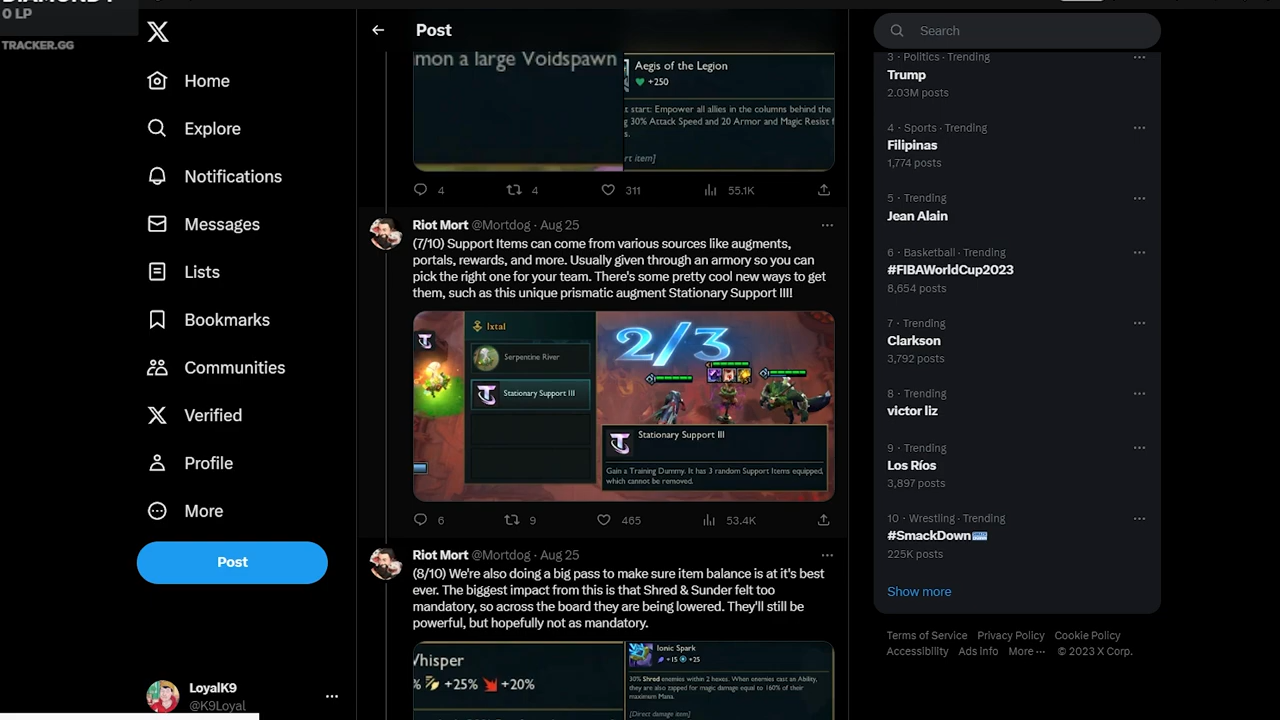 0 LP
TRACKER.GG
Home
Explore
Notifications
Messages
Lists
Bookmarks
Communities
Verified
Profile
More
Post
LoyalK9
@K9Loyal
Post
mon a large Voidspawn
Aegis of the Legion
+250
start: Empower all allies in the columns behind the
30% Attack Speed and 20 Armor and Magic Resist
item]
4
4
311
55.1K
Riot Mort @Mortdog · Aug 25
(7/10) Support Items can come from various sources like augments,
portals, rewards, and more. Usually given through an armory so you can
pick the right one for your team. There's some pretty cool new ways to get
them, such as this unique prismatic augment Stationary Support III!
Ixtal
Serpentine River
Stationary Support III
2/3
Stationary Support III
Gain a Training Dummy. It has 3 random Support Items equipped,
which cannot be removed.
6
9
465
53.4K
Riot Mort @Mortdog · Aug 25
(8/10) We're also doing a big pass to make sure item balance is at it's best
ever. The biggest impact from this is that Shred & Sunder felt too
mandatory, so across the board they are being lowered. They'll still be
powerful, but hopefully not as mandatory.
Whisper
% +25% +20%
Ionic Spark
+15 +25
30% Shred enemies within 2 hexes. When enemies cast an Ability,
they are also zapped for magic damage equal to 160% of their
maximum Mana.
[Direct damage item]
Search
3 · Politics · Trending
Trump
2.03M posts
4 · Sports · Trending
Filipinas
1,774 posts
5 · Trending
Jean Alain
6 · Basketball · Trending
#FIBAWorldCup2023
8,654 posts
7 · Trending
Clarkson
3,792 posts
8 · Trending
victor liz
9 · Trending
Los Ríos
3,897 posts
10 · Wrestling · Trending
#SmackDown
225K posts
Show more
Terms of Service Privacy Policy Cookie Policy
Accessibility Ads Info More ··· © 2023 X Corp.